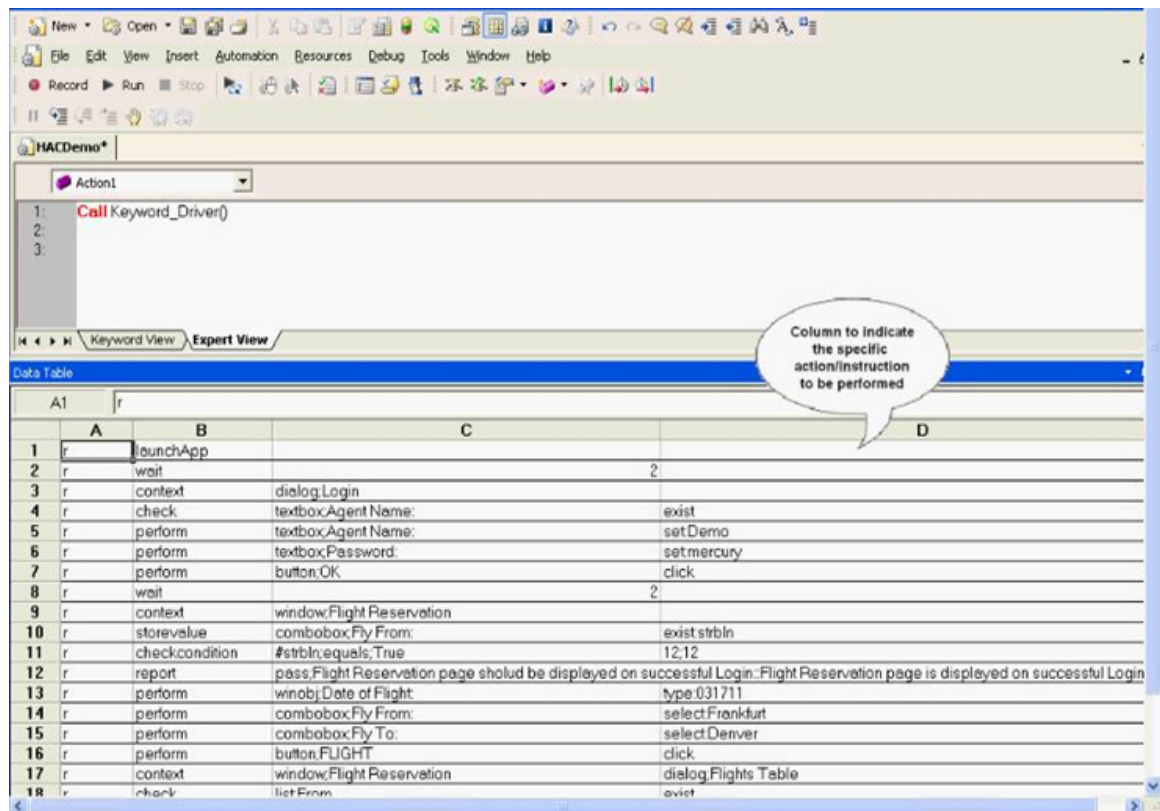 New Open
File Edit View Insert Automation Resources Debug Tools Window Help
Record Run Stop
HACDemo*
Action1
1: Call Keyword_Driver()
2:
3:
Keyword View Expert View
Column to indicate
the specific
action/instruction
to be performed
Data Table
A1 r
A B C D
1 r launchApp
2 r wait 2
3 r context dialog;Login
4 r check textbox;Agent Name: exist
5 r perform textbox;Agent Name: set:Demo
6 r perform textbox;Password: set:mercury
7 r perform button;OK click
8 r wait 2
9 r context window;Flight Reservation
10 r storevalue combobox;Fly From: exist:strbln
11 r checkcondition #strbln;equals;True 12;12
12 r report pass;Flight Reservation page sholud be displayed on successful Login::Flight Reservation page is displayed on successful Login
13 r perform winobj;Date of Flight: type:031711
14 r perform combobox;Fly From: select:Frankfurt
15 r perform combobox;Fly To: select:Denver
16 r perform button;FLIGHT click
17 r context window;Flight Reservation dialog;Flights Table
18 r check list;From exist